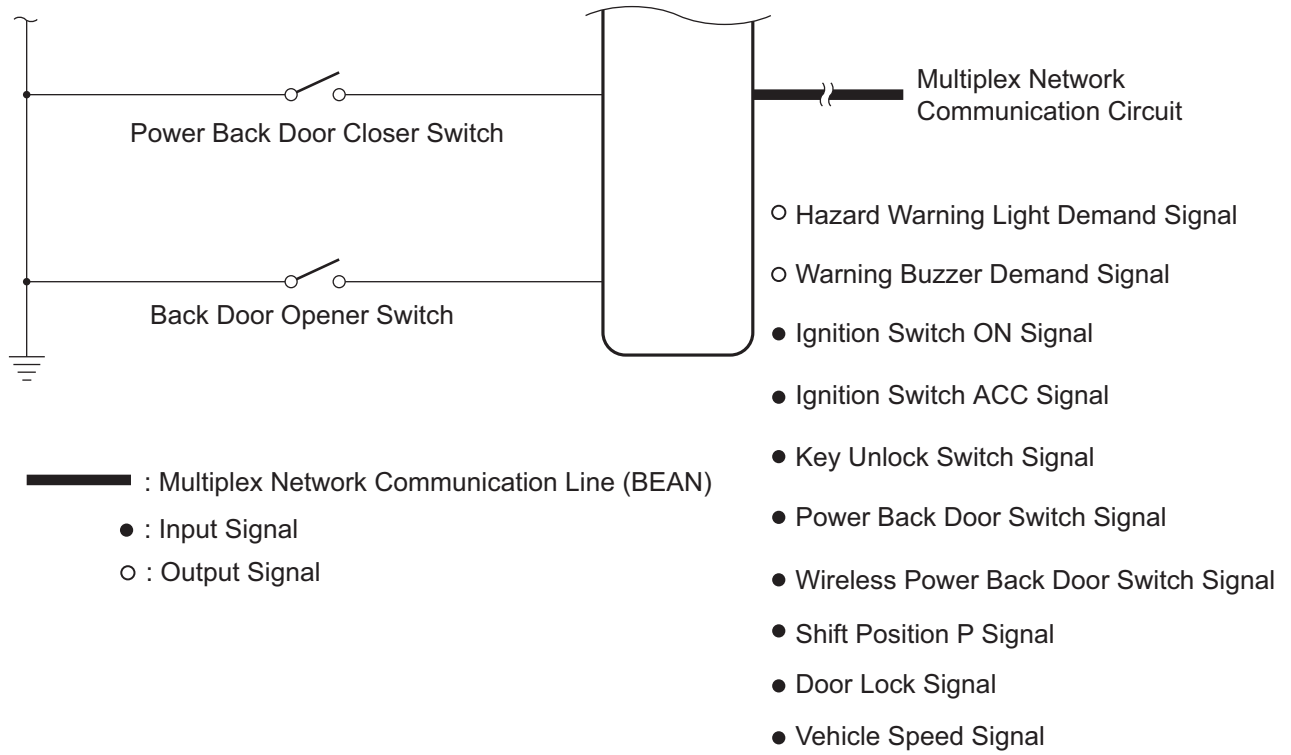 Multiplex Network
Communication Circuit
Power Back Door Closer Switch
Hazard Warning Light Demand Signal
Warning Buzzer Demand Signal
Back Door Opener Switch
Ignition Switch ON Signal
Ignition Switch ACC Signal
Key Unlock Switch Signal
Power Back Door Switch Signal
Wireless Power Back Door Switch Signal
Shift Position P Signal
Door Lock Signal
Vehicle Speed Signal
: Multiplex Network Communication Line (BEAN)
: Input Signal
: Output Signal